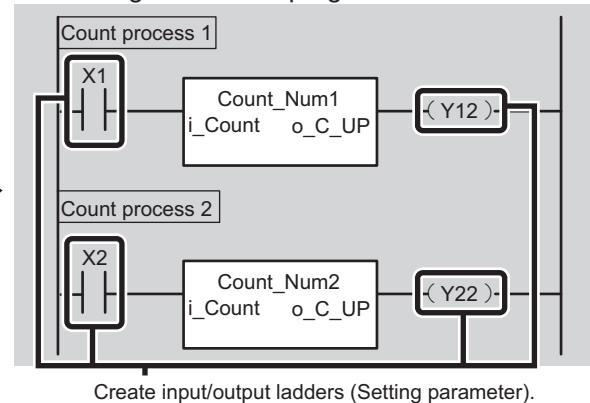 Count process 1
X1
Count_Num1
i_Count o_C_UP
Y12
Count process 2
X2
Count_Num2
i_Count o_C_UP
Y22
Create input/output ladders (Setting parameter).